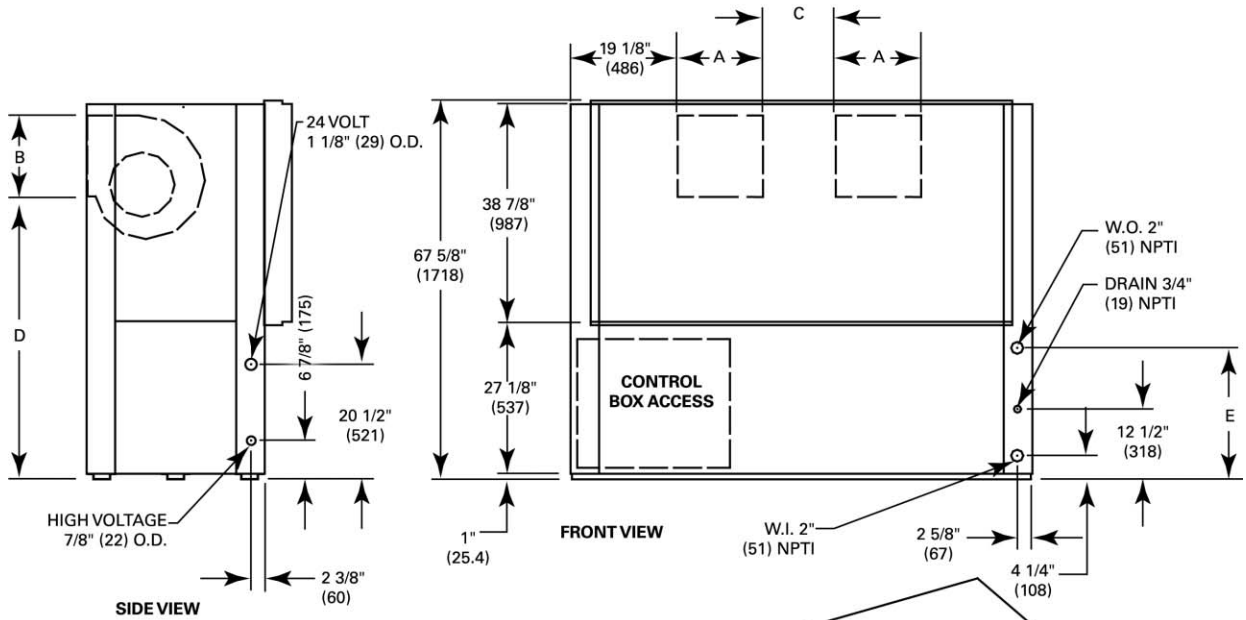 C
19 1/8"
(486)
A
A
24 VOLT
1 1/8" (29) O.D.
B
38 7/8"
(987)
67 5/8"
(1718)
W.O. 2"
(51) NPTI
DRAIN 3/4"
(19) NPTI
D
6 7/8" (175)
20 1/2"
(521)
27 1/8"
(537)
CONTROL
BOX ACCESS
E
12 1/2"
(318)
HIGH VOLTAGE
7/8" (22) O.D.
1"
(25.4)
FRONT VIEW
W.I. 2"
(51) NPTI
2 5/8"
(67)
4 1/4"
(108)
2 3/8"
(60)
SIDE VIEW